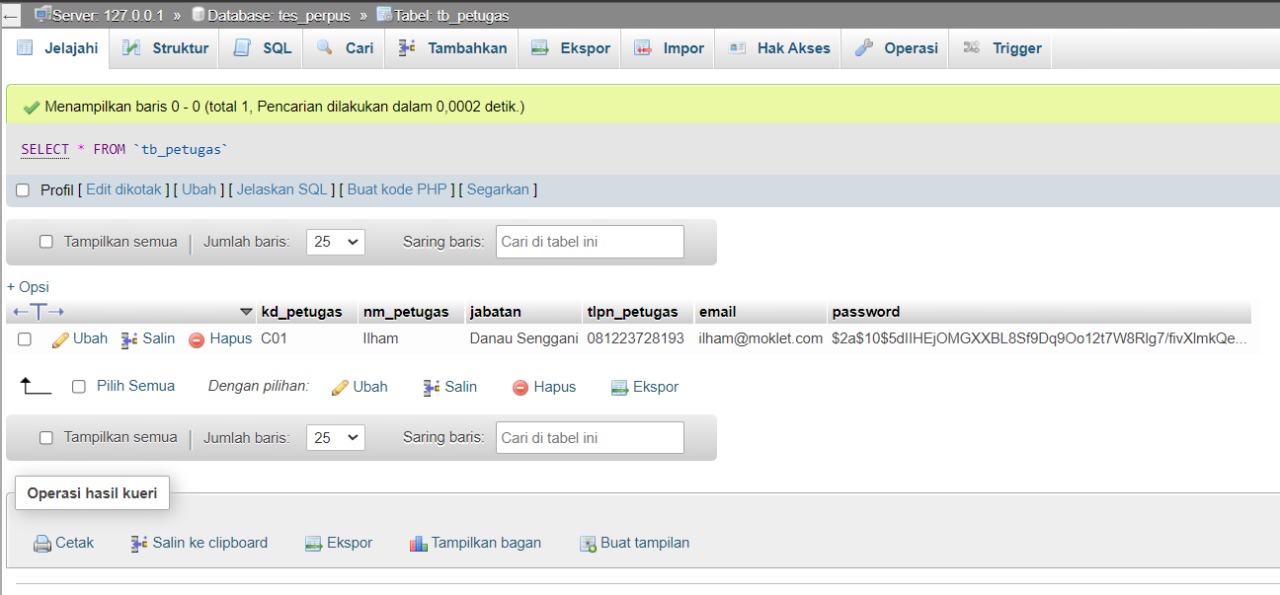 Server: 127.0.0.1 » Database: tes_perpus » Tabel: tb_petugas
Jelajahi Struktur SQL Cari Tambahkan Ekspor Impor Hak Akses Operasi Trigger
Menampilkan baris 0 - 0 (total 1, Pencarian dilakukan dalam 0,0002 detik.)
SELECT * FROM `tb_petugas`
Profil [ Edit dikotak ] [ Ubah ] [ Jelaskan SQL ] [ Buat kode PHP ] [ Segarkan ]
Tampilkan semua | Jumlah baris: 25 Saring baris: Cari di tabel ini
+ Opsi
←T→ kd_petugas nm_petugas jabatan tlpn_petugas email password
Ubah Salin Hapus C01 Ilham Danau Senggani 081223728193 ilham@moklet.com $2a$10$5dIIHEjOMGXXBL8Sf9Dq9Oo12t7W8Rlg7/fivXlmkQe...
Pilih Semua Dengan pilihan: Ubah Salin Hapus Ekspor
Tampilkan semua | Jumlah baris: 25 Saring baris: Cari di tabel ini
Operasi hasil kueri
Cetak Salin ke clipboard Ekspor Tampilkan bagan Buat tampilan